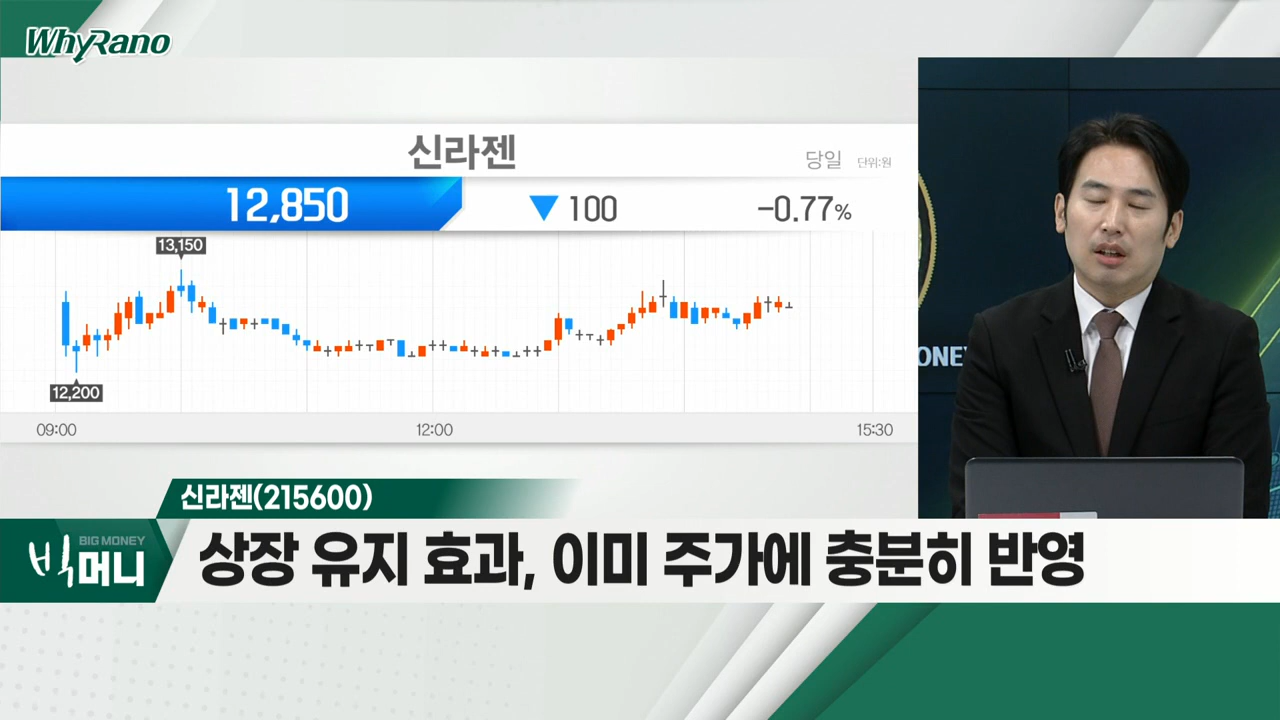 WhyRano
신라젠
당일 단위:원
12,850 ▼ 100 -0.77%
13,150
12,200
09:00 12:00 15:30
ONEY
신라젠(215600)
BIG MONEY
빅머니
상장 유지 효과, 이미 주가에 충분히 반영